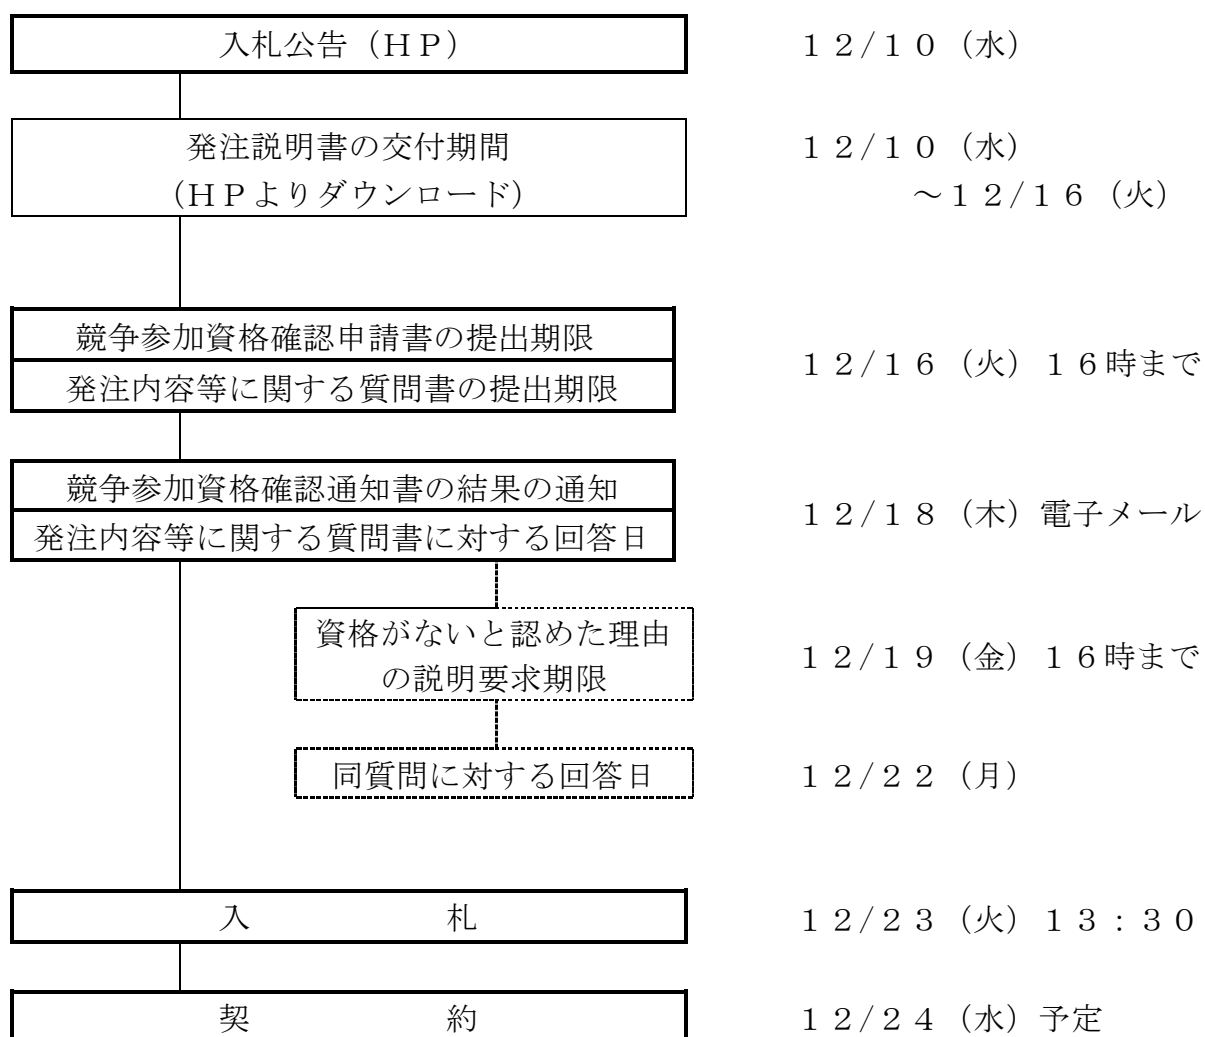 入札公告（ＨＰ）　１２/１０（水）
発注説明書の交付期間　１２/１０（水）
（ＨＰよりダウンロード）　～１２/１６（火）
競争参加資格確認申請書の提出期限
発注内容等に関する質問書の提出期限
１２/１６（火）１６時まで
競争参加資格確認通知書の結果の通知
発注内容等に関する質問書に対する回答日
１２/１８（木）電子メール
資格がないと認めた理由
の説明要求期限
１２/１９（金）１６時まで
同質問に対する回答日　１２/２２（月）
入　札　１２/２３（火）１３：３０
契　約　１２/２４（水）予定